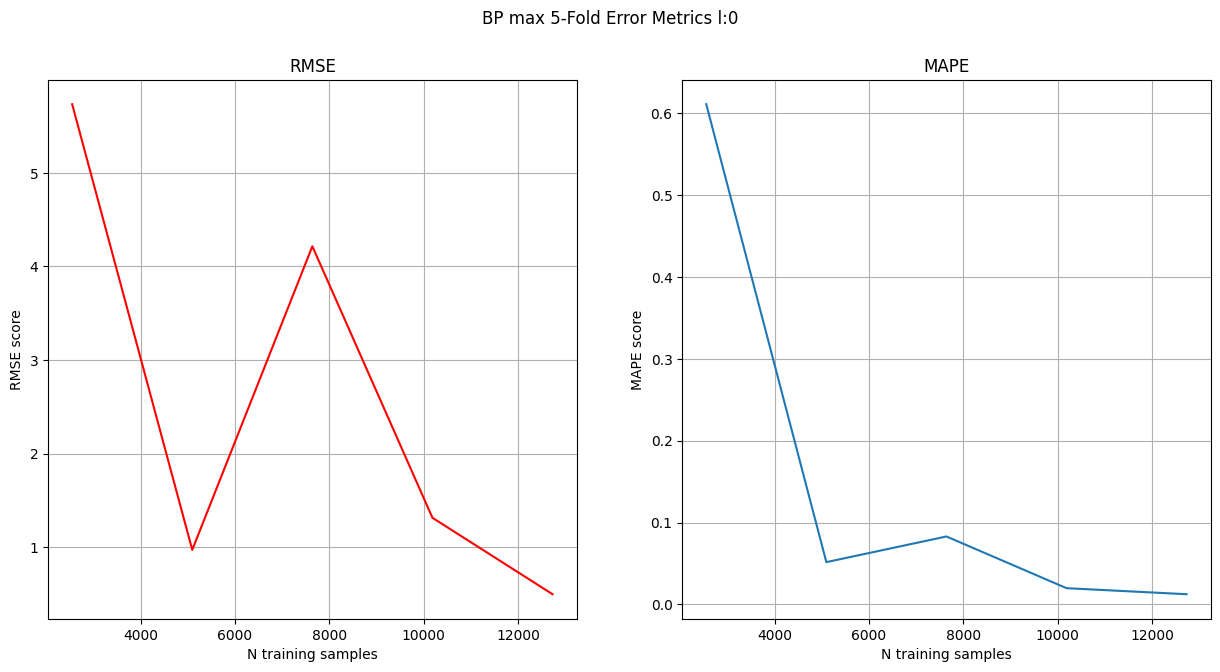 BP max 5-Fold Error Metrics l:0
RMSE
RMSE score
5
4
3
2
1
4000 6000 8000 10000 12000
N training samples
MAPE
MAPE score
0.6
0.5
0.4
0.3
0.2
0.1
0.0
4000 6000 8000 10000 12000
N training samples